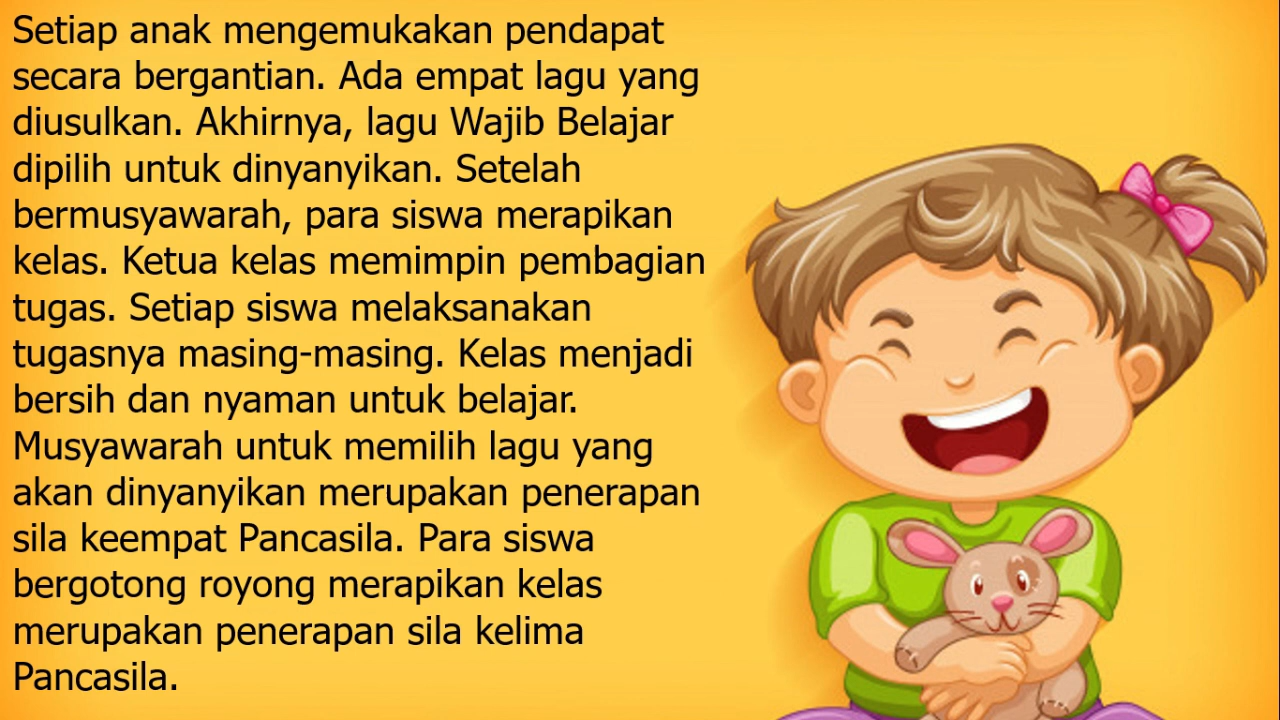 Setiap anak mengemukakan pendapat
secara bergantian. Ada empat lagu yang
diusulkan. Akhirnya, lagu Wajib Belajar
dipilih untuk dinyanyikan. Setelah
bermusyawarah, para siswa merapikan
kelas. Ketua kelas memimpin pembagian
tugas. Setiap siswa melaksanakan
tugasnya masing-masing. Kelas menjadi
bersih dan nyaman untuk belajar.
Musyawarah untuk memilih lagu yang
akan dinyanyikan merupakan penerapan
sila keempat Pancasila. Para siswa
bergotong royong merapikan kelas
merupakan penerapan sila kelima
Pancasila.